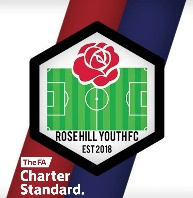 ROSE HILL YOUTH FC
EST 2018
The FA
Charter
Standard.